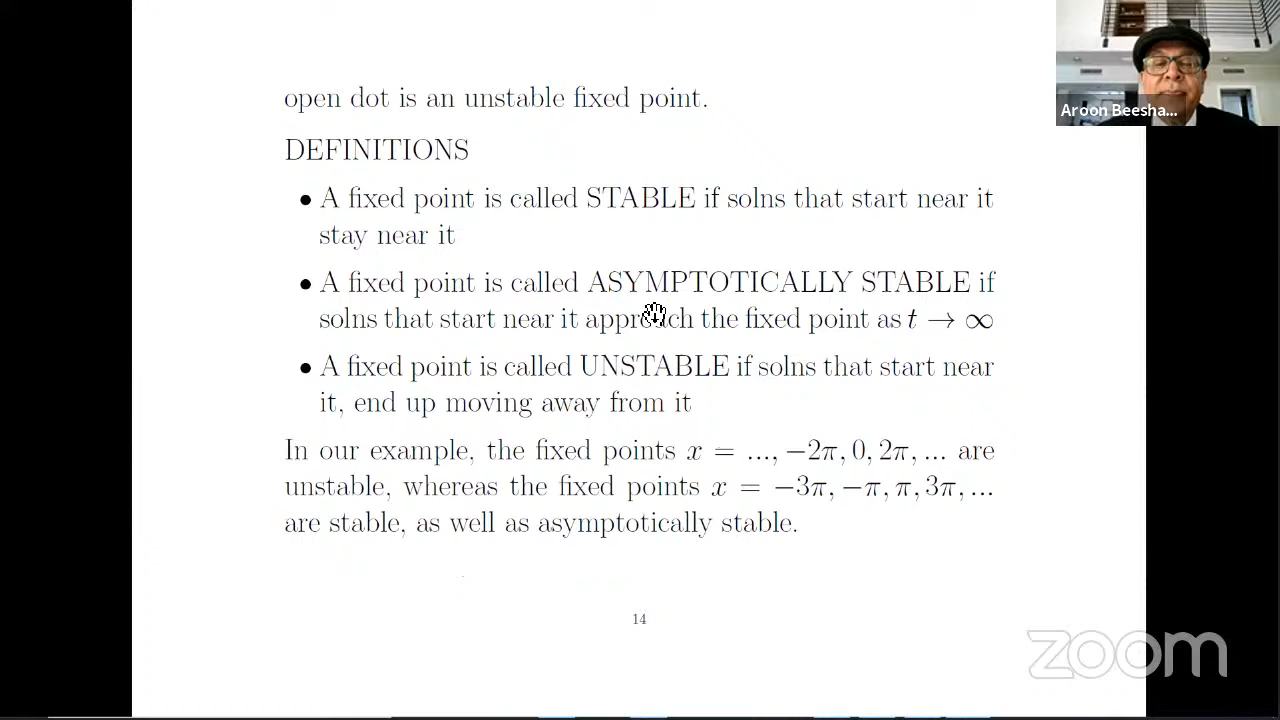 open dot is an unstable fixed point.
Aroon Beesha...
DEFINITIONS
• A fixed point is called STABLE if solns that start near it
stay near it
• A fixed point is called ASYMPTOTICALLY STABLE if
solns that start near it approach the fixed point as t → ∞
• A fixed point is called UNSTABLE if solns that start near
it, end up moving away from it
In our example, the fixed points x = ..., −2π, 0, 2π, ... are
unstable, whereas the fixed points x = −3π, −π, π, 3π, ...
are stable, as well as asymptotically stable.
14
zoom